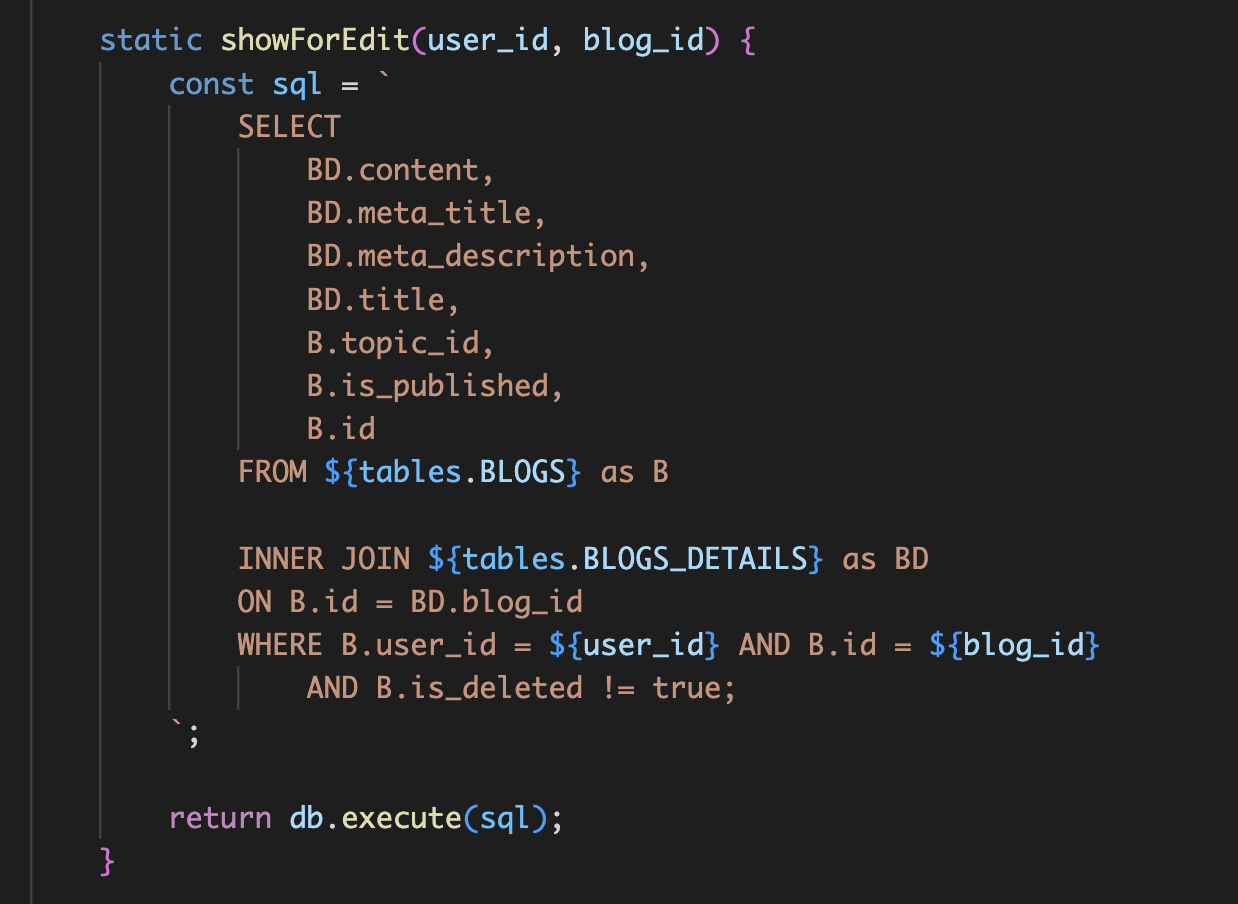 static showForEdit(user_id, blog_id) {
const sql = `
SELECT
BD.content,
BD.meta_title,
BD.meta_description,
BD.title,
B.topic_id,
B.is_published,
B.id
FROM ${tables.BLOGS} as B
INNER JOIN ${tables.BLOGS_DETAILS} as BD
ON B.id = BD.blog_id
WHERE B.user_id = ${user_id} AND B.id = ${blog_id}
AND B.is_deleted != true;
`;
return db.execute(sql);
}